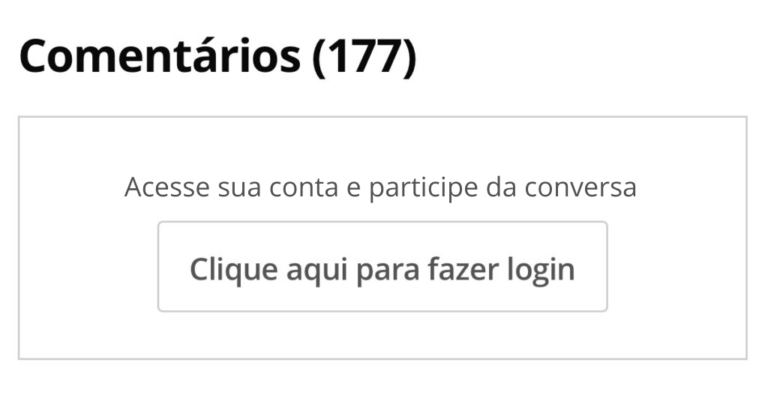 Comentários (177)
Acesse sua conta e participe da conversa
Clique aqui para fazer login